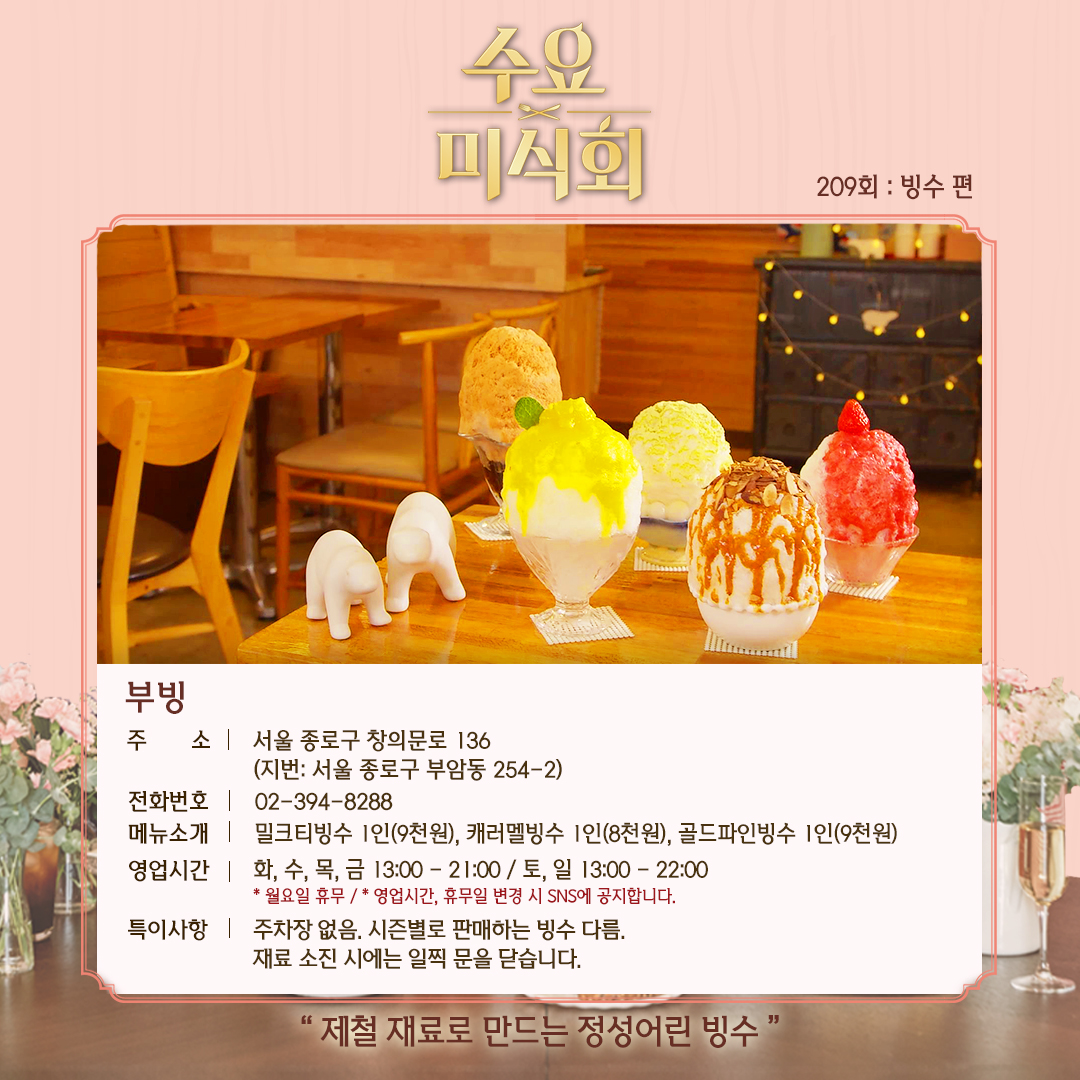 수요
미식회
209회 : 빙수 편
부빙
주 소 | 서울 종로구 창의문로 136
(지번: 서울 종로구 부암동 254-2)
전화번호 | 02-394-8288
메뉴소개 | 밀크티빙수 1인(9천원), 캐러멜빙수 1인(8천원), 골드파인빙수 1인(9천원)
영업시간 | 화, 수, 목, 금 13:00 - 21:00 / 토, 일 13:00 - 22:00
* 월요일 휴무 / * 영업시간, 휴무일 변경 시 SNS에 공지합니다.
특이사항 | 주차장 없음. 시즌별로 판매하는 빙수 다름.
재료 소진 시에는 일찍 문을 닫습니다.
“ 제철 재료로 만드는 정성어린 빙수 ”